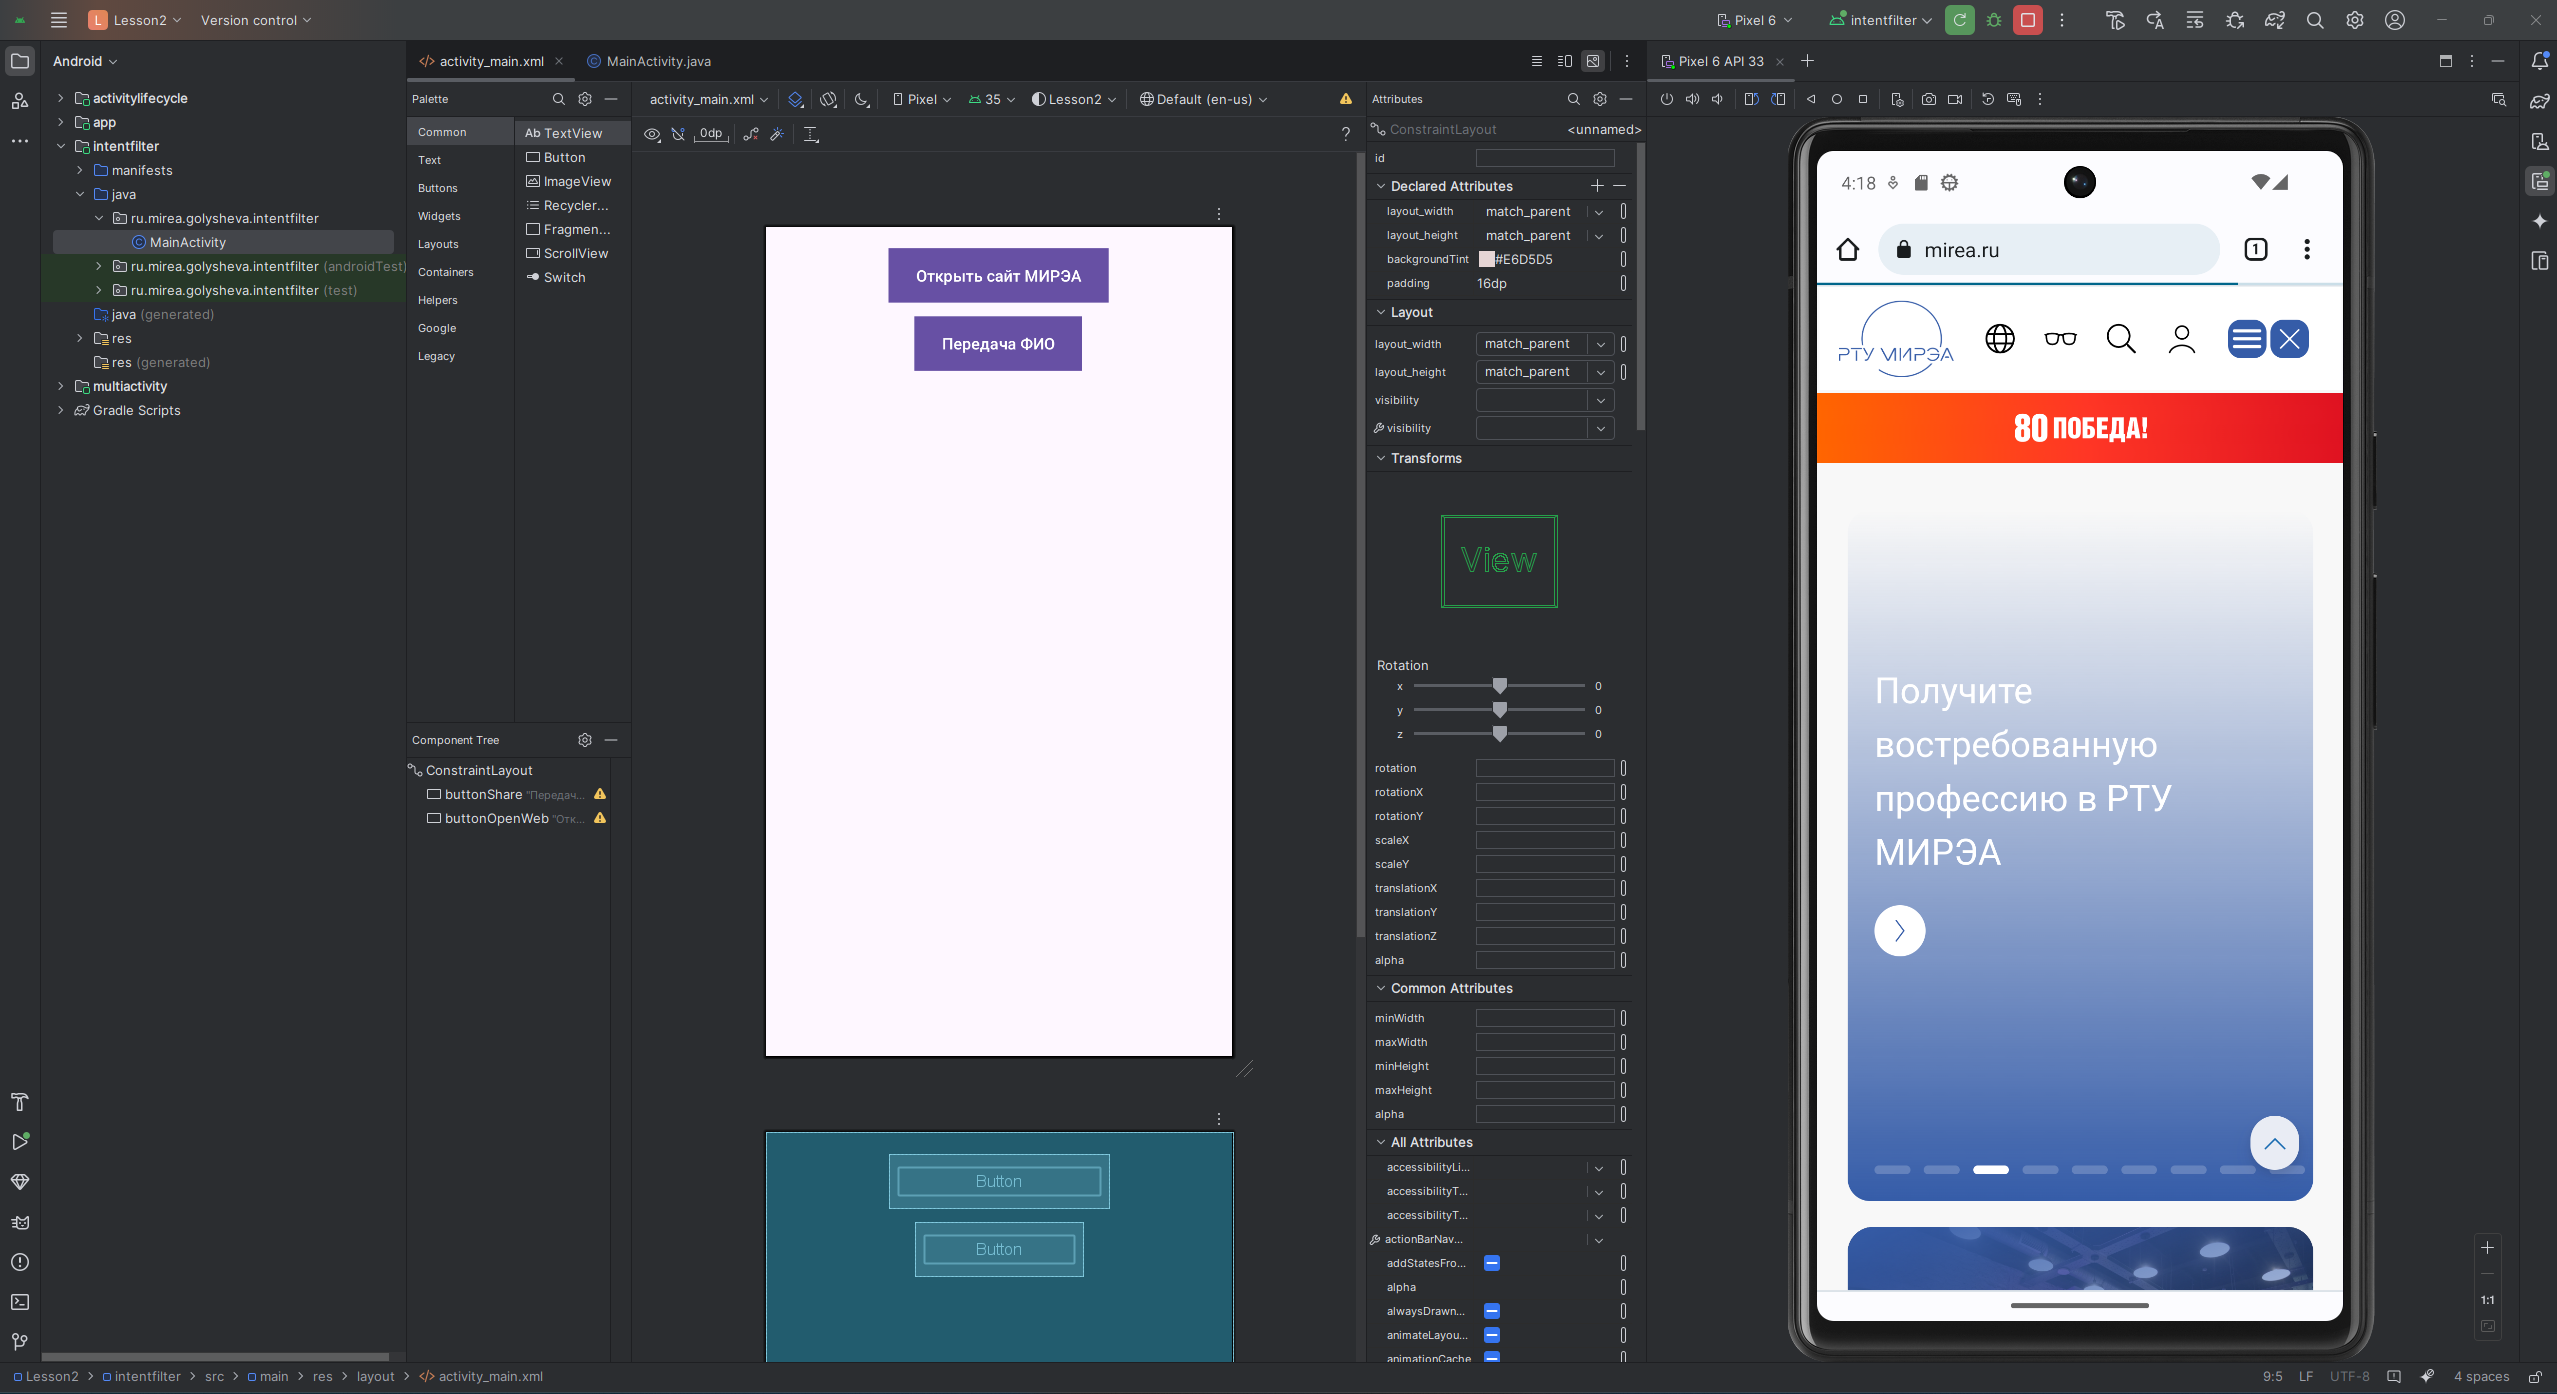 L Lesson2 Version control Pixel 6 intentfilter
Android
activitylifecycle
app
intentfilter
manifests
java
ru.mirea.golysheva.intentfilter
MainActivity
ru.mirea.golysheva.intentfilter (androidTest)
ru.mirea.golysheva.intentfilter (test)
java (generated)
res
res (generated)
multiactivity
Gradle Scripts
activity_main.xml MainActivity.java
Palette
Common
Text
Buttons
Widgets
Layouts
Containers
Helpers
Google
Legacy
Ab TextView
Button
ImageView
Recycler...
Fragmen...
ScrollView
Switch
Component Tree
ConstraintLayout
buttonShare "Передач...
buttonOpenWeb "Отк...
activity_main.xml Pixel 35 Lesson2 Default (en-us)
0dp ?
Открыть сайт МИРЭА
Передача ФИО
Button
Button
Attributes
ConstraintLayout <unnamed>
id
Declared Attributes
layout_width match_parent
layout_height match_parent
backgroundTint #E6D5D5
padding 16dp
Layout
layout_width match_parent
layout_height match_parent
visibility
visibility
Transforms
View
Rotation
x 0
y 0
z 0
rotation
rotationX
rotationY
scaleX
scaleY
translationX
translationY
translationZ
alpha
Common Attributes
minWidth
maxWidth
minHeight
maxHeight
alpha
All Attributes
accessibilityLi...
accessibilityT...
accessibilityT...
actionBarNav...
addStatesFro...
alpha
alwaysDrawn...
animateLayou...
animationCache
Pixel 6 API 33
4:18
mirea.ru 1
РТУ МИРЭА
80 ПОБЕДА!
Получите
востребованную
профессию в РТУ
МИРЭА
1:1
Lesson2 intentfilter src main res layout activity_main.xml 9:5 LF UTF-8 4 spaces